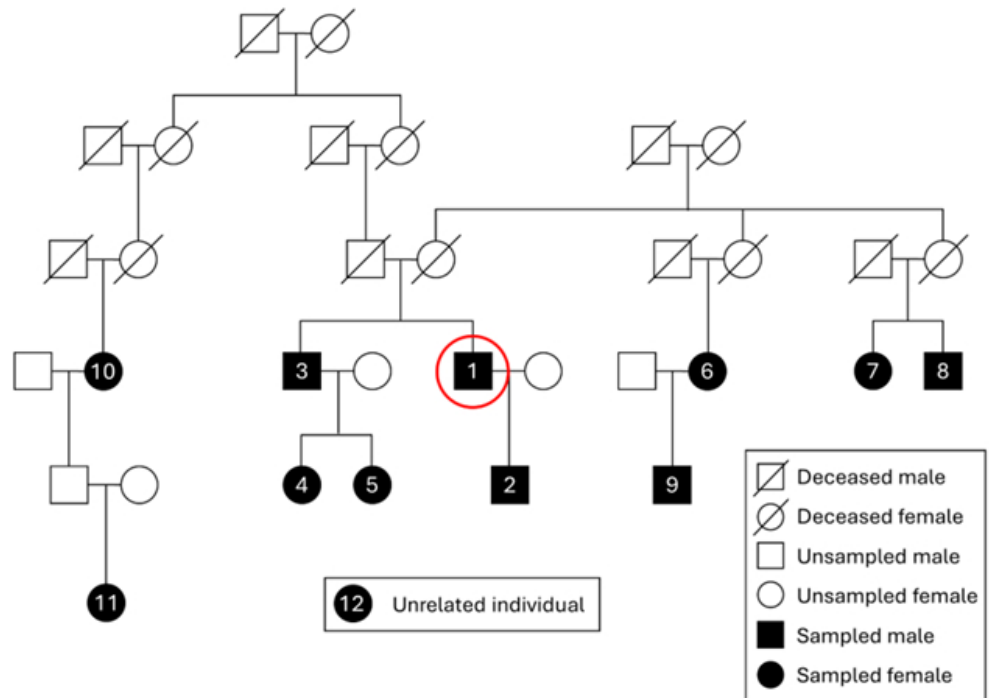 10
3
1
6
7
8
4
5
2
9
11
12 Unrelated individual
Deceased male
Deceased female
Unsampled male
Unsampled female
Sampled male
Sampled female